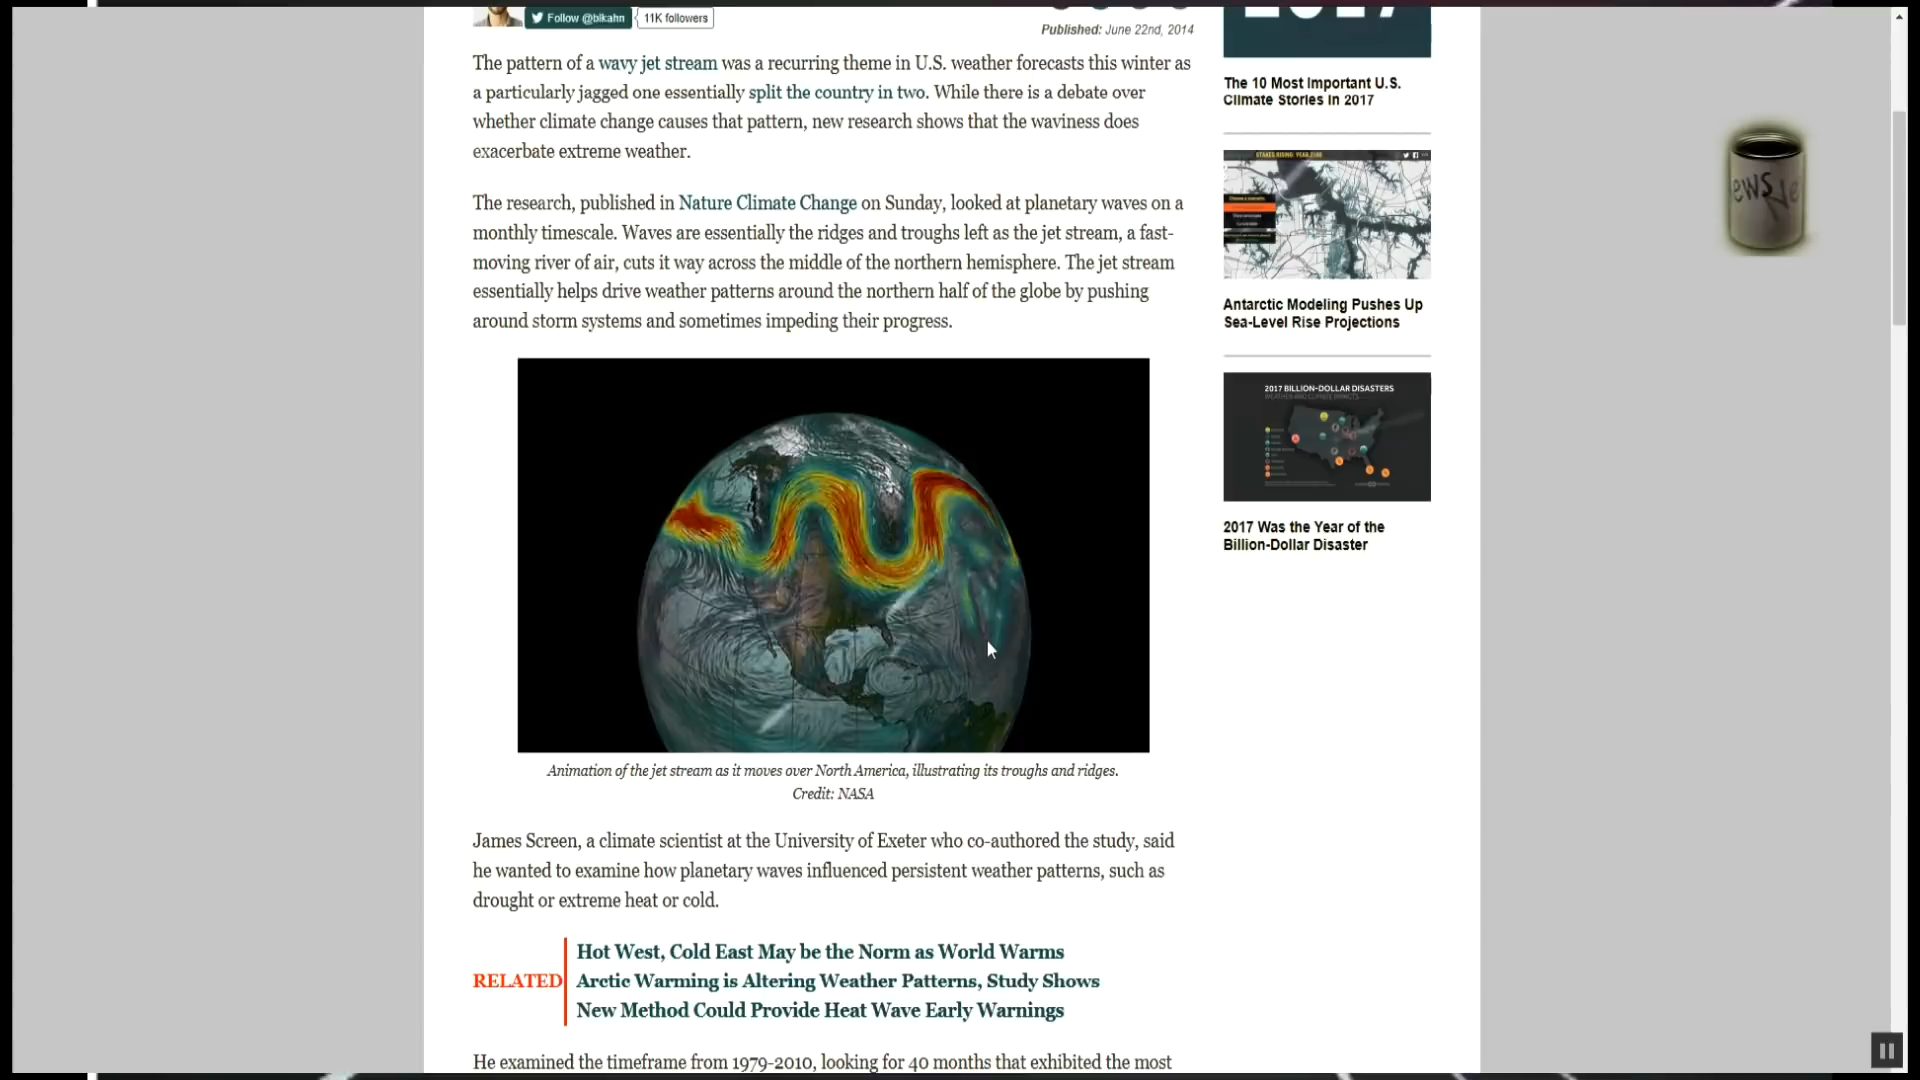 Follow @blkahn
11K followers
Published: June 22nd, 2014
The pattern of a wavy jet stream was a recurring theme in U.S. weather forecasts this winter as
a particularly jagged one essentially split the country in two. While there is a debate over
whether climate change causes that pattern, new research shows that the waviness does
exacerbate extreme weather.
The research, published in Nature Climate Change on Sunday, looked at planetary waves on a
monthly timescale. Waves are essentially the ridges and troughs left as the jet stream, a fast-
moving river of air, cuts it way across the middle of the northern hemisphere. The jet stream
essentially helps drive weather patterns around the northern half of the globe by pushing
around storm systems and sometimes impeding their progress.
Animation of the jet stream as it moves over North America, illustrating its troughs and ridges.
Credit: NASA
James Screen, a climate scientist at the University of Exeter who co-authored the study, said
he wanted to examine how planetary waves influenced persistent weather patterns, such as
drought or extreme heat or cold.
RELATED
Hot West, Cold East May be the Norm as World Warms
Arctic Warming is Altering Weather Patterns, Study Shows
New Method Could Provide Heat Wave Early Warnings
He examined the timeframe from 1979-2010, looking for 40 months that exhibited the most
2017
The 10 Most Important U.S.
Climate Stories in 2017
STAKES RISING: YEAR 2100
Antarctic Modeling Pushes Up
Sea-Level Rise Projections
2017 BILLION-DOLLAR DISASTERS
WEATHER AND CLIMATE IMPACTS
2017 Was the Year of the
Billion-Dollar Disaster
ews